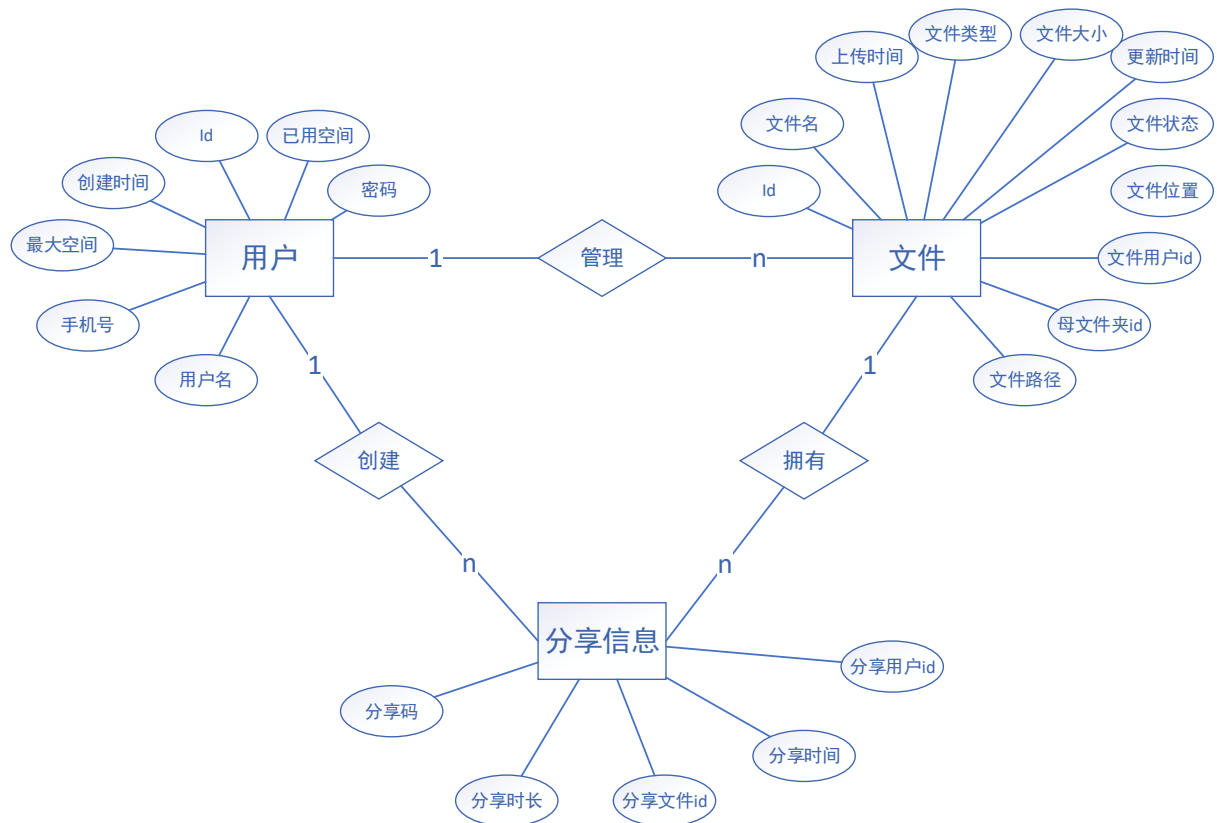 文件类型
文件大小
上传时间
更新时间
文件名
文件状态
Id
已用空间
创建时间
密码
Id
文件位置
最大空间
用户
1
管理
n
文件
文件用户id
手机号
母文件夹id
用户名
1
1
文件路径
创建
拥有
n
n
分享信息
分享用户id
分享码
分享时间
分享时长
分享文件id